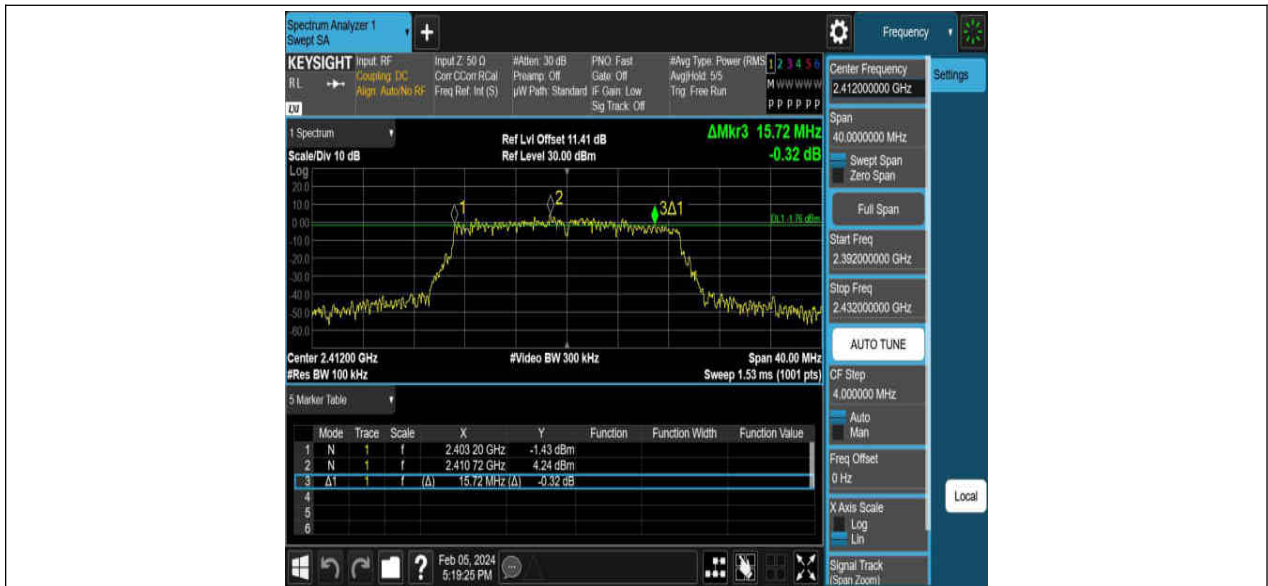 Spectrum Analyzer 1
Swept SA
+
Frequency
KEYSIGHT
RL
LXI
Input: RF
Coupling: DC
Align: Auto/No RF
Input Z: 50 Ω
Corr CCorr RCal
Freq Ref: Int (S)
#Atten: 30 dB
Preamp: Off
µW Path: Standard
PNO: Fast
Gate: Off
IF Gain: Low
Sig Track: Off
#Avg Type: Power (RMS
Avg|Hold: 5/5
Trig: Free Run
1 2 3 4 5 6
M W W W W W
P P P P P P
1 Spectrum
Scale/Div 10 dB
Ref Lvl Offset 11.41 dB
Ref Level 30.00 dBm
ΔMkr3 15.72 MHz
-0.32 dB
Log
20.0
10.0
0.00
-10.0
-20.0
-30.0
-40.0
-50.0
-60.0
1
2
3Δ1
DL1 -1.76 dBm
Center 2.41200 GHz
#Video BW 300 kHz
Span 40.00 MHz
#Res BW 100 kHz
Sweep 1.53 ms (1001 pts)
5 Marker Table
Mode Trace Scale X Y Function Function Width Function Value
1 N 1 f 2.403 20 GHz -1.43 dBm
2 N 1 f 2.410 72 GHz 4.24 dBm
3 Δ1 1 f (Δ) 15.72 MHz (Δ) -0.32 dB
4
5
6
?
Feb 05, 2024
5:19:25 PM
Center Frequency
2.412000000 GHz
Span
40.0000000 MHz
Swept Span
Zero Span
Full Span
Start Freq
2.392000000 GHz
Stop Freq
2.432000000 GHz
AUTO TUNE
CF Step
4.000000 MHz
Auto
Man
Freq Offset
0 Hz
X Axis Scale
Log
Lin
Signal Track
(Span Zoom)
Settings
Local